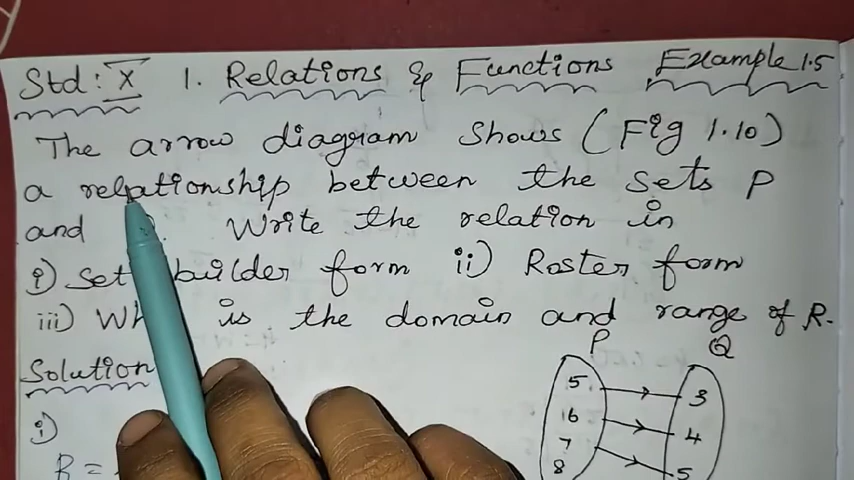 Std: X 1. Relations & Functions Example 1.5
The arrow diagram shows (Fig 1.10)
a relationship between the sets P
and Write the relation in
i) Set builder form ii) Roster form
iii) is the domain and range of R.
Solution
P Q
5 3
6 4
7 5
8
i)
R =